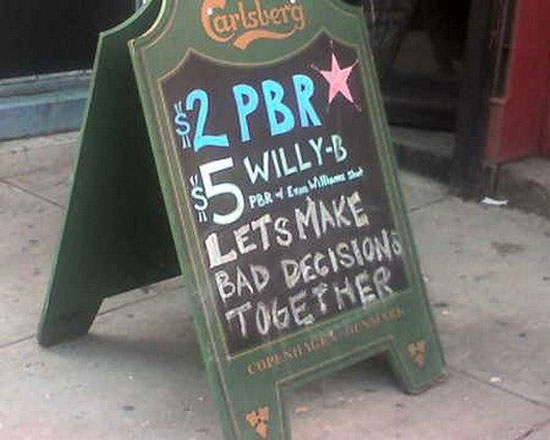 Carlsberg
$2 PBR
$5 WILLY-B
PBR + Evan Williams Shot
LETS MAKE
BAD DECISIONS
TOGETHER
COPENHAGEN DENMARK